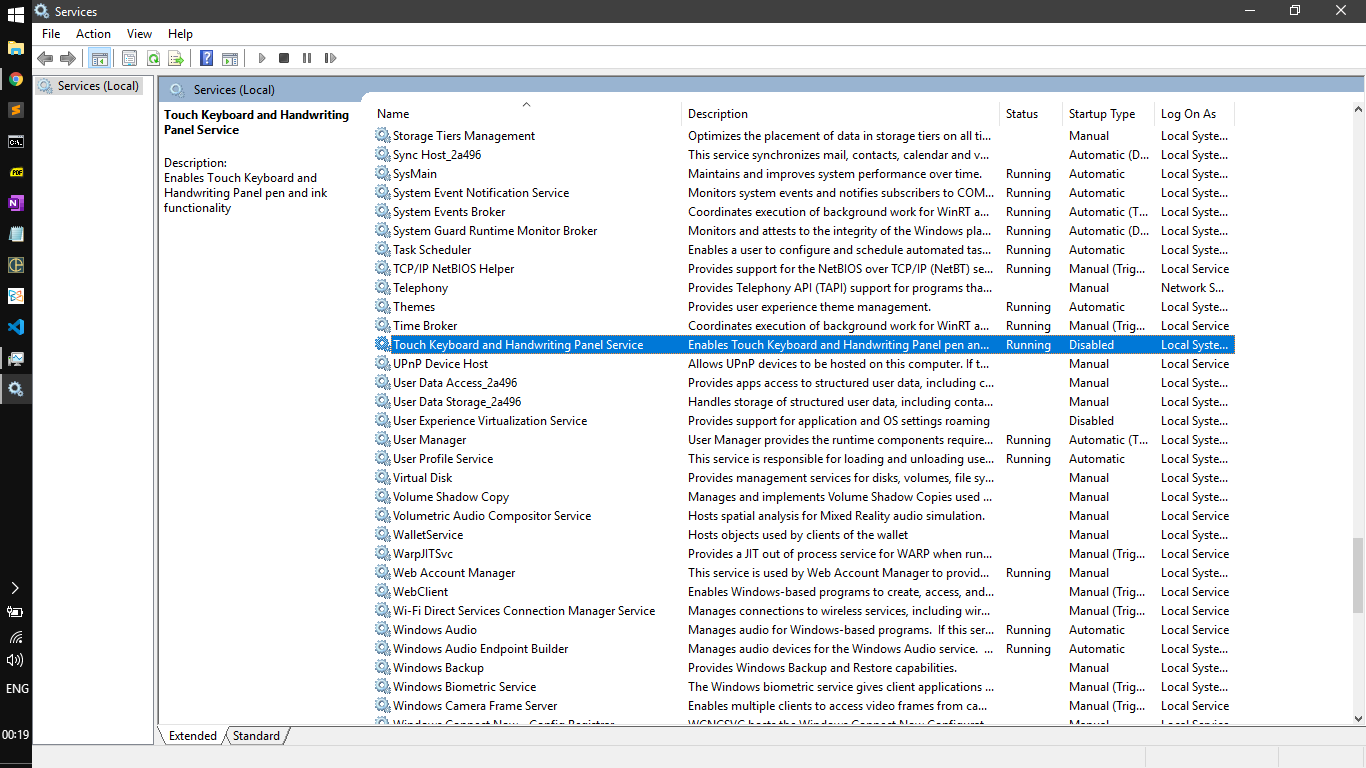 Services
File Action View Help
Services (Local)
Services (Local)
Touch Keyboard and Handwriting
Panel Service
Description:
Enables Touch Keyboard and
Handwriting Panel pen and ink
functionality
Name Description Status Startup Type Log On As
Storage Tiers Management Optimizes the placement of data in storage tiers on all ti... Manual Local Syste...
Sync Host_2a496 This service synchronizes mail, contacts, calendar and v... Automatic (D... Local Syste...
SysMain Maintains and improves system performance over time. Running Automatic Local Syste...
System Event Notification Service Monitors system events and notifies subscribers to COM... Running Automatic Local Syste...
System Events Broker Coordinates execution of background work for WinRT a... Running Automatic (T... Local Syste...
System Guard Runtime Monitor Broker Monitors and attests to the integrity of the Windows pla... Running Automatic (D... Local Syste...
Task Scheduler Enables a user to configure and schedule automated tas... Running Automatic Local Syste...
TCP/IP NetBIOS Helper Provides support for the NetBIOS over TCP/IP (NetBT) se... Running Manual (Trig... Local Service
Telephony Provides Telephony API (TAPI) support for programs tha... Manual Network S...
Themes Provides user experience theme management. Running Automatic Local Syste...
Time Broker Coordinates execution of background work for WinRT a... Running Manual (Trig... Local Service
Touch Keyboard and Handwriting Panel Service Enables Touch Keyboard and Handwriting Panel pen an... Running Disabled Local Syste...
UPnP Device Host Allows UPnP devices to be hosted on this computer. If t... Manual Local Service
User Data Access_2a496 Provides apps access to structured user data, including c... Manual Local Syste...
User Data Storage_2a496 Handles storage of structured user data, including conta... Manual Local Syste...
User Experience Virtualization Service Provides support for application and OS settings roaming Disabled Local Syste...
User Manager User Manager provides the runtime components require... Running Automatic (T... Local Syste...
User Profile Service This service is responsible for loading and unloading use... Running Automatic Local Syste...
Virtual Disk Provides management services for disks, volumes, file sy... Manual Local Syste...
Volume Shadow Copy Manages and implements Volume Shadow Copies used ... Manual Local Syste...
Volumetric Audio Compositor Service Hosts spatial analysis for Mixed Reality audio simulation. Manual Local Service
WalletService Hosts objects used by clients of the wallet Manual Local Syste...
WarpJITSvc Provides a JIT out of process service for WARP when run... Manual (Trig... Local Service
Web Account Manager This service is used by Web Account Manager to provid... Running Manual Local Syste...
WebClient Enables Windows-based programs to create, access, and... Manual (Trig... Local Service
Wi-Fi Direct Services Connection Manager Service Manages connections to wireless services, including wir... Manual (Trig... Local Service
Windows Audio Manages audio for Windows-based programs. If this ser... Running Automatic Local Service
Windows Audio Endpoint Builder Manages audio devices for the Windows Audio service. ... Running Automatic Local Syste...
Windows Backup Provides Windows Backup and Restore capabilities. Manual Local Syste...
Windows Biometric Service The Windows biometric service gives client applications ... Manual (Trig... Local Syste...
Windows Camera Frame Server Enables multiple clients to access video frames from ca... Manual (Trig... Local Service
Extended Standard
ENG
00:19